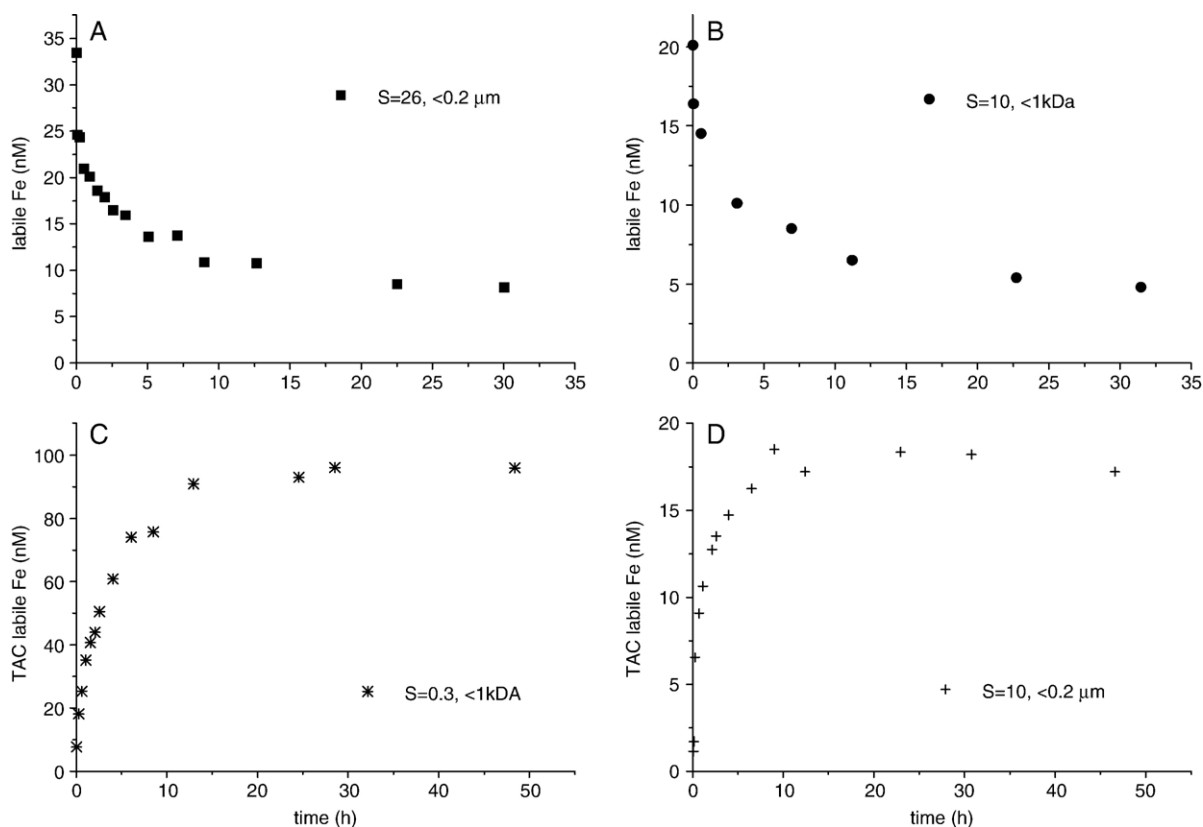 A
35
30
25
20
15
10
5
0
labile Fe (nM)
S=26, <0.2 μm
0 5 10 15 20 25 30 35
B
20
15
10
5
0
labile Fe (nM)
S=10, <1kDa
0 5 10 15 20 25 30 35
C
100
80
60
40
20
0
TAC labile Fe (nM)
S=0.3, <1kDA
0 10 20 30 40 50
time (h)
D
20
15
10
5
0
TAC labile Fe (nM)
S=10, <0.2 μm
0 10 20 30 40 50
time (h)